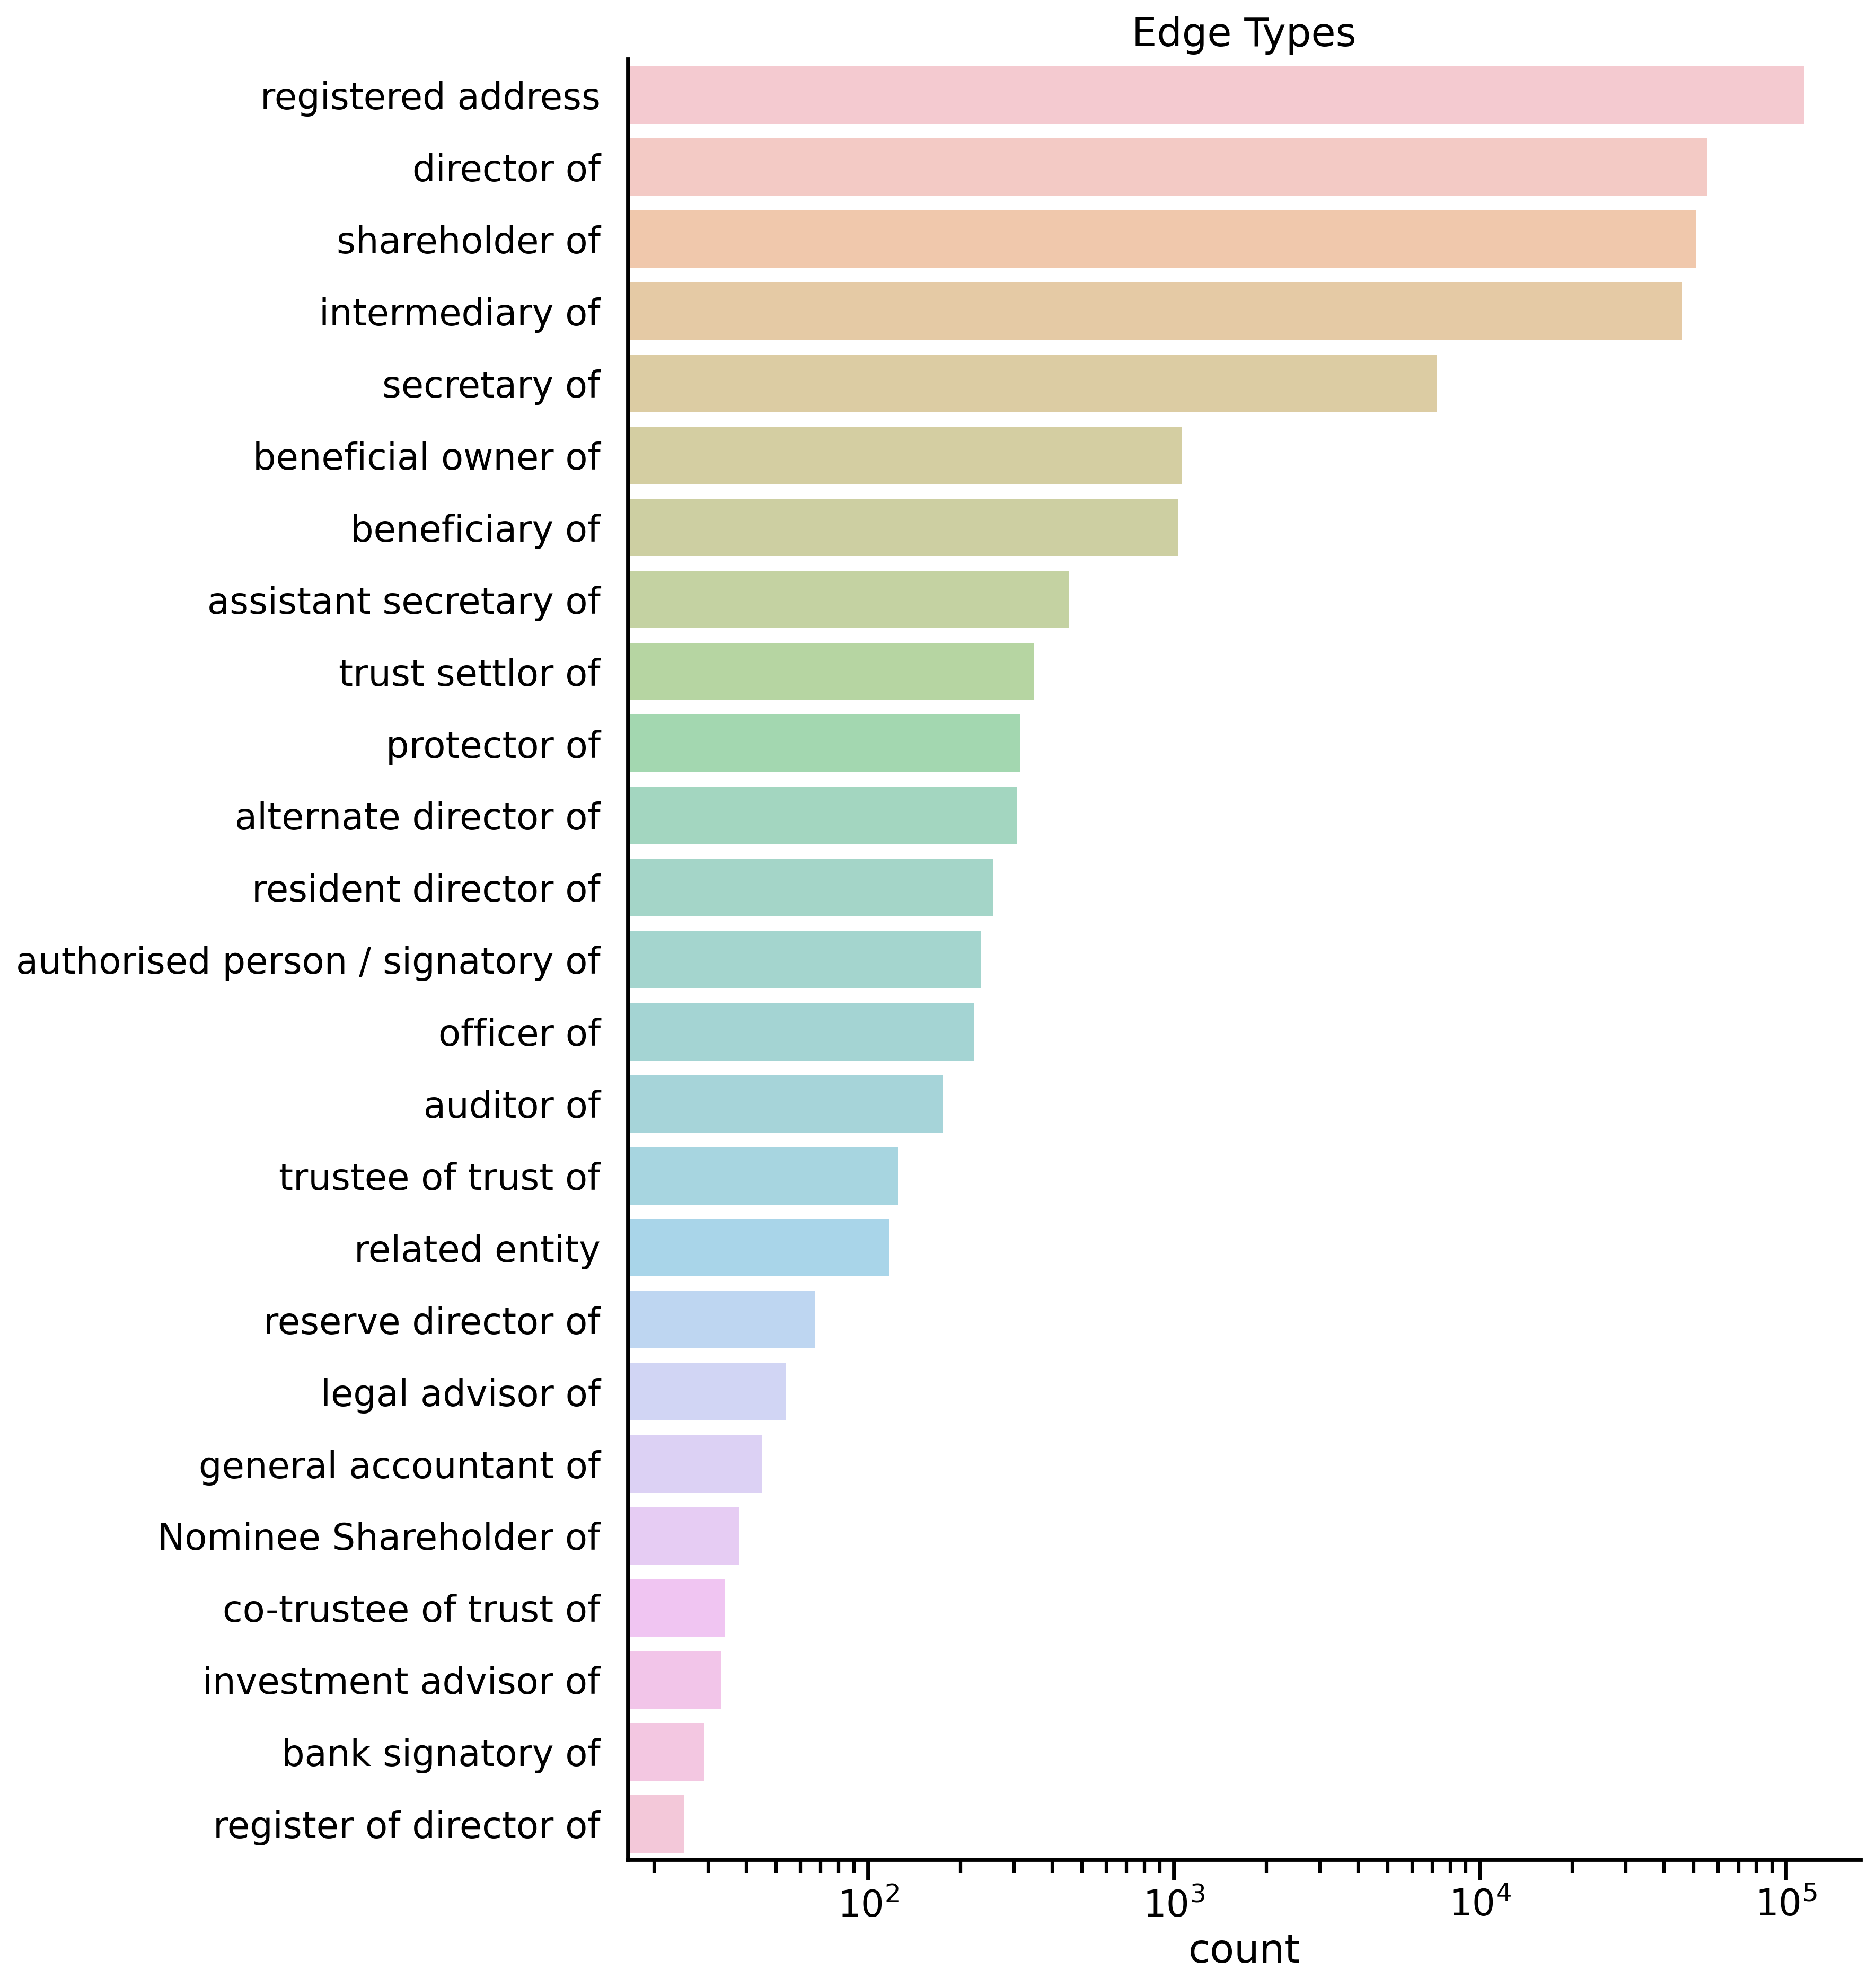 Edge Types
registered address
director of
shareholder of
intermediary of
secretary of
beneficial owner of
beneficiary of
assistant secretary of
trust settlor of
protector of
alternate director of
resident director of
authorised person / signatory of
officer of
auditor of
trustee of trust of
related entity
reserve director of
legal advisor of
general accountant of
Nominee Shareholder of
co-trustee of trust of
investment advisor of
bank signatory of
register of director of
10² 10³ 10⁴ 10⁵
count